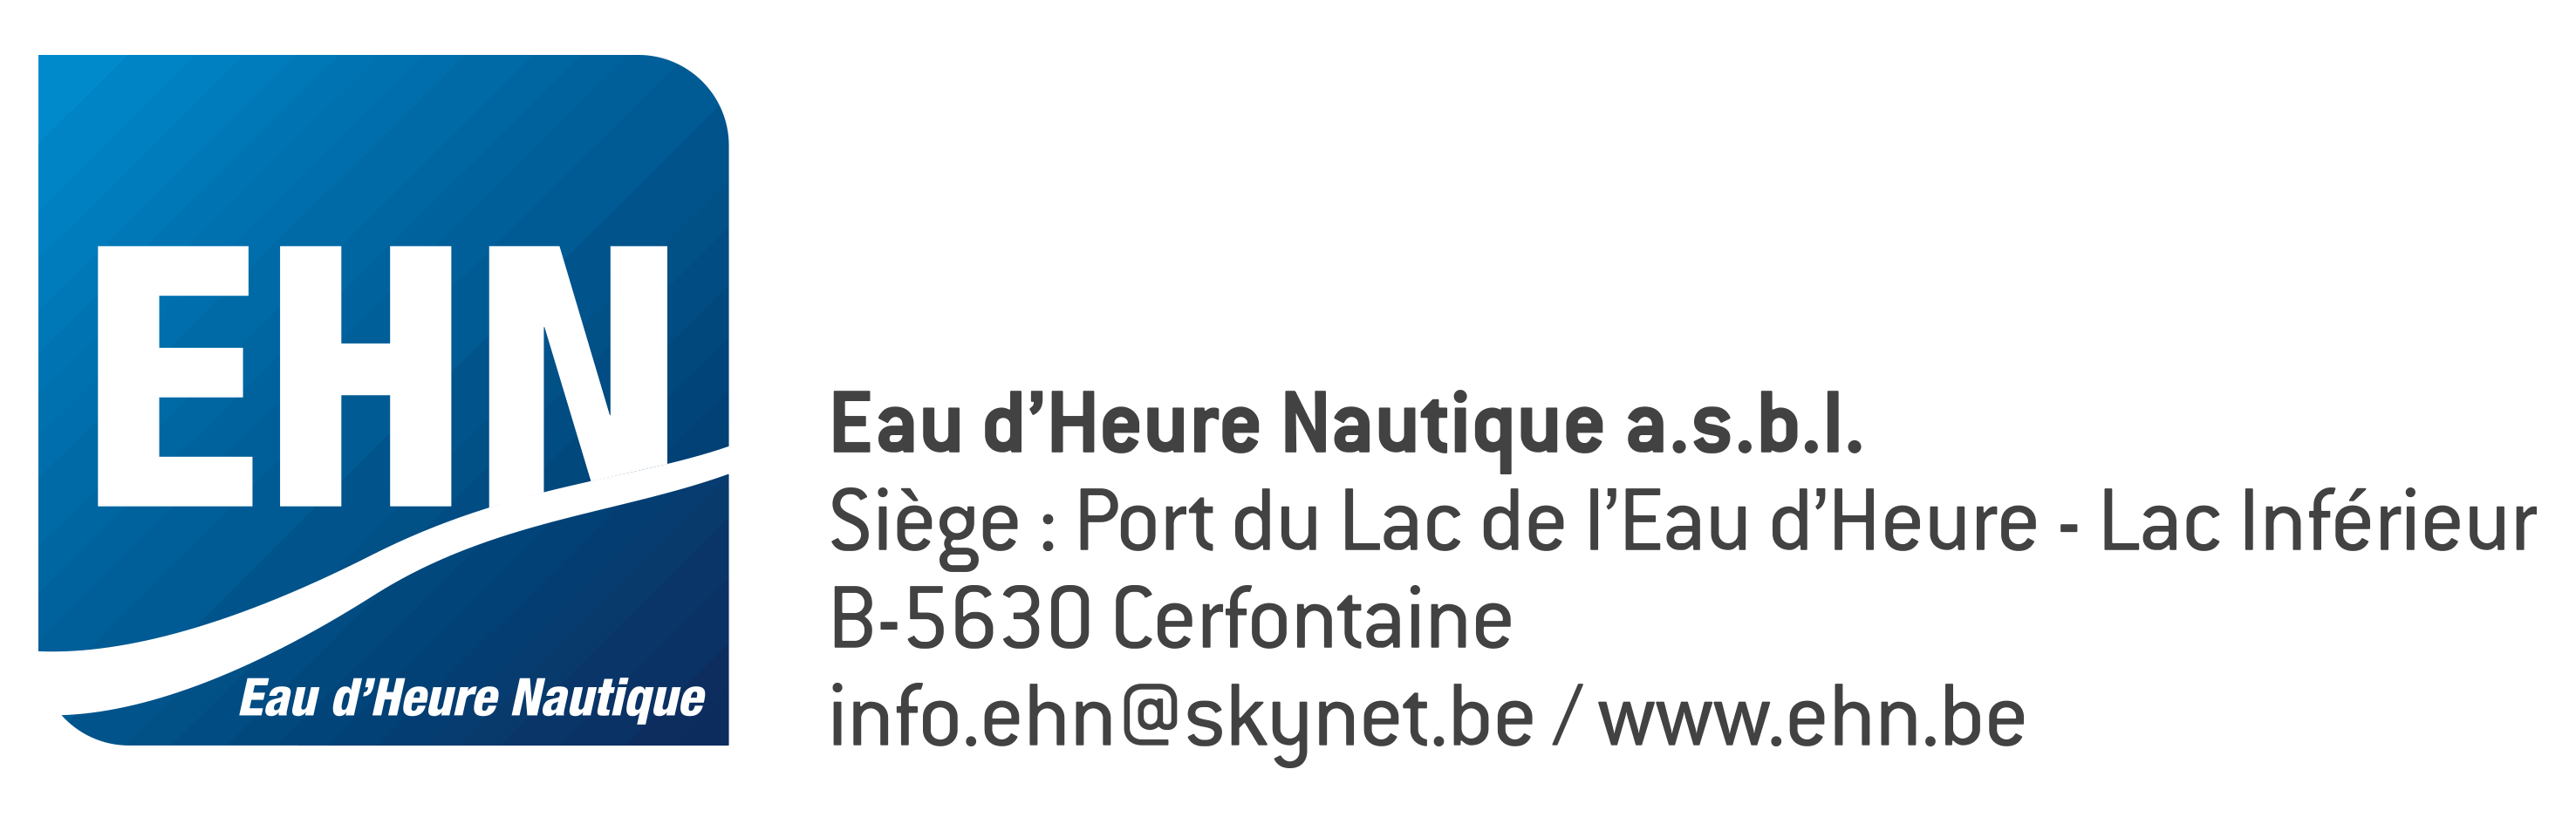 EHN
Eau d’Heure Nautique
Eau d’Heure Nautique a.s.b.l.
Siège : Port du Lac de l’Eau d’Heure - Lac Inférieur
B-5630 Cerfontaine
info.ehn@skynet.be / www.ehn.be